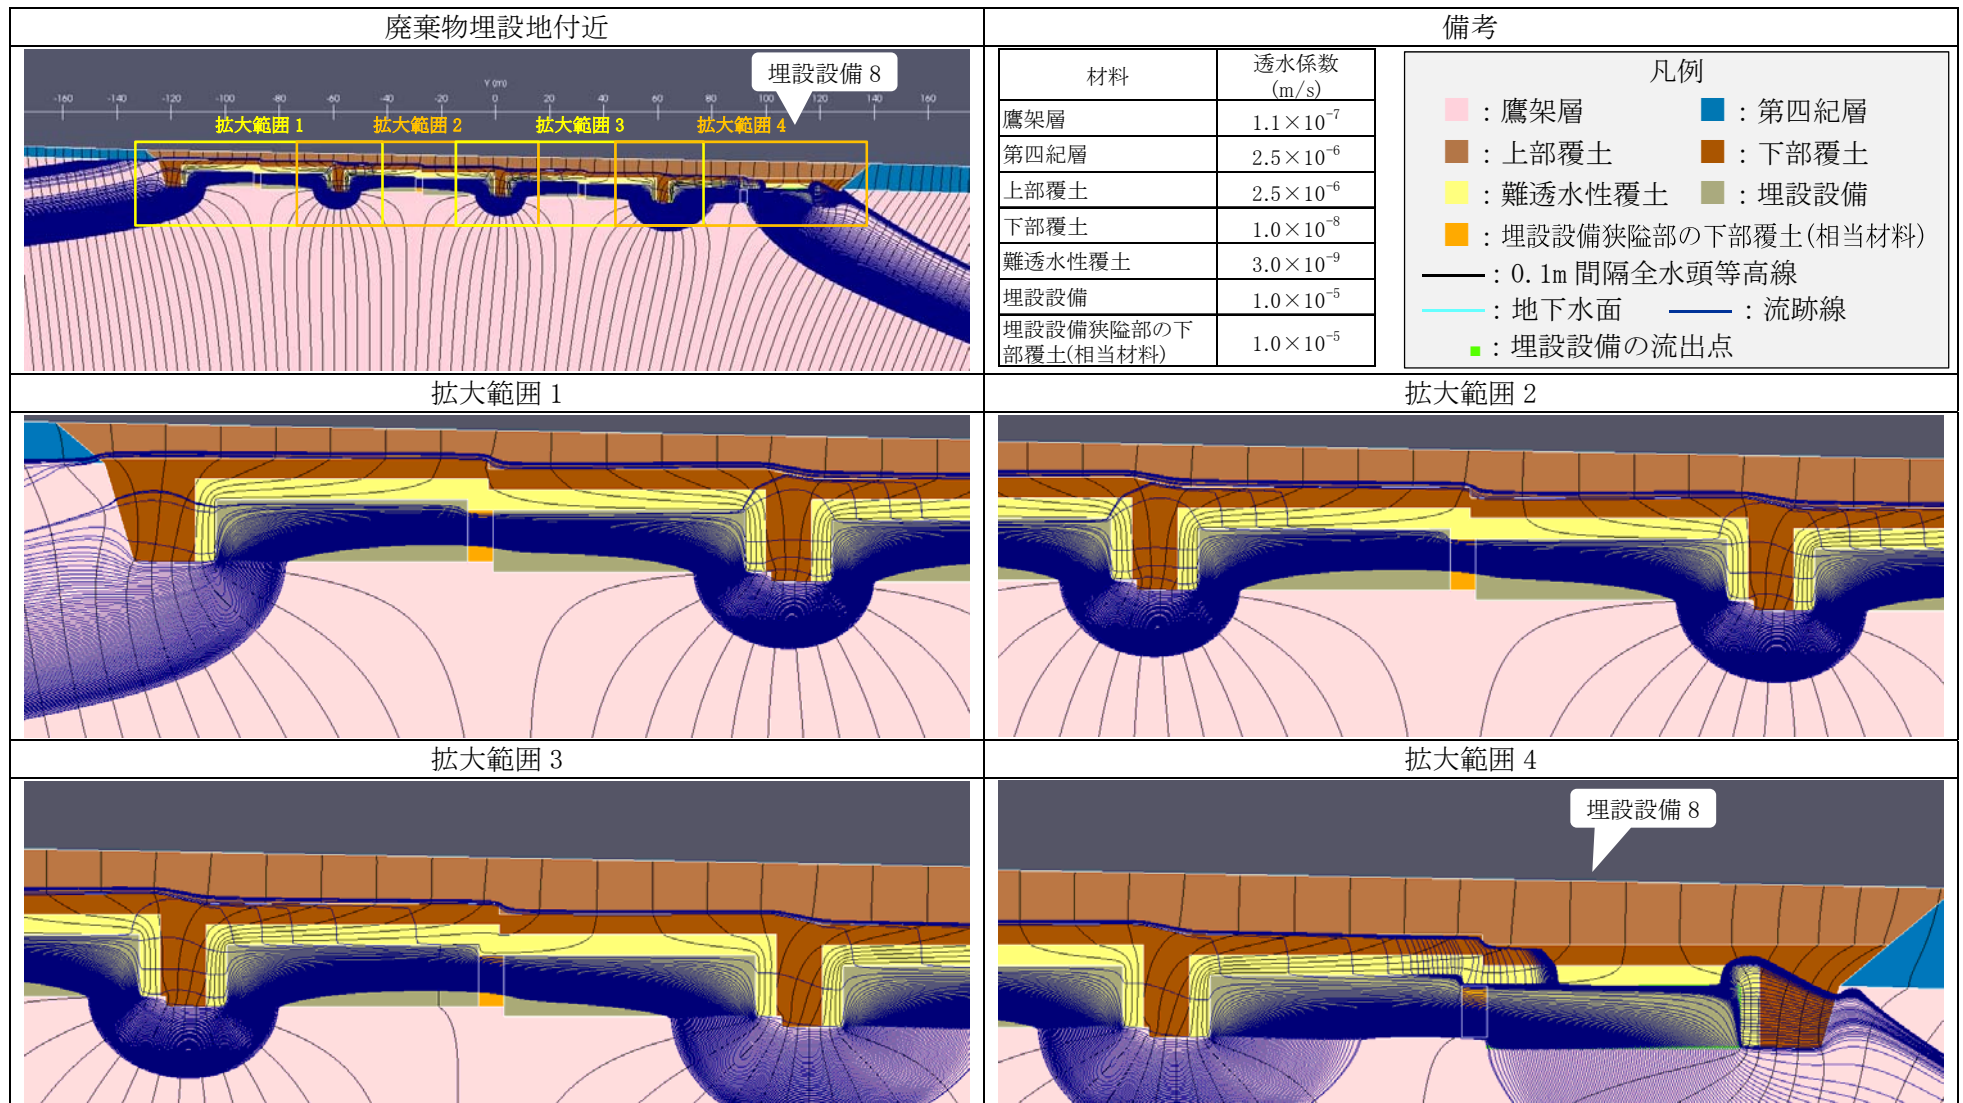 廃棄物埋設地付近
備考
埋設設備 8
Y (m)
-160 -140 -120 -100 -80 -60 -40 -20 0 20 40 60 80 100 120 140 160
拡大範囲 1 拡大範囲 2 拡大範囲 3 拡大範囲 4
材料 透水係数
(m/s)
鷹架層 1.1×10⁻⁷
第四紀層 2.5×10⁻⁶
上部覆土 2.5×10⁻⁶
下部覆土 1.0×10⁻⁸
難透水性覆土 3.0×10⁻⁹
埋設設備 1.0×10⁻⁵
埋設設備狭隘部の下
部覆土(相当材料) 1.0×10⁻⁵
凡例
:鷹架層 :第四紀層
:上部覆土 :下部覆土
:難透水性覆土 :埋設設備
:埋設設備狭隘部の下部覆土(相当材料)
:0.1m 間隔全水頭等高線
:地下水面 :流跡線
:埋設設備の流出点
拡大範囲 1
拡大範囲 2
拡大範囲 3
拡大範囲 4
埋設設備 8